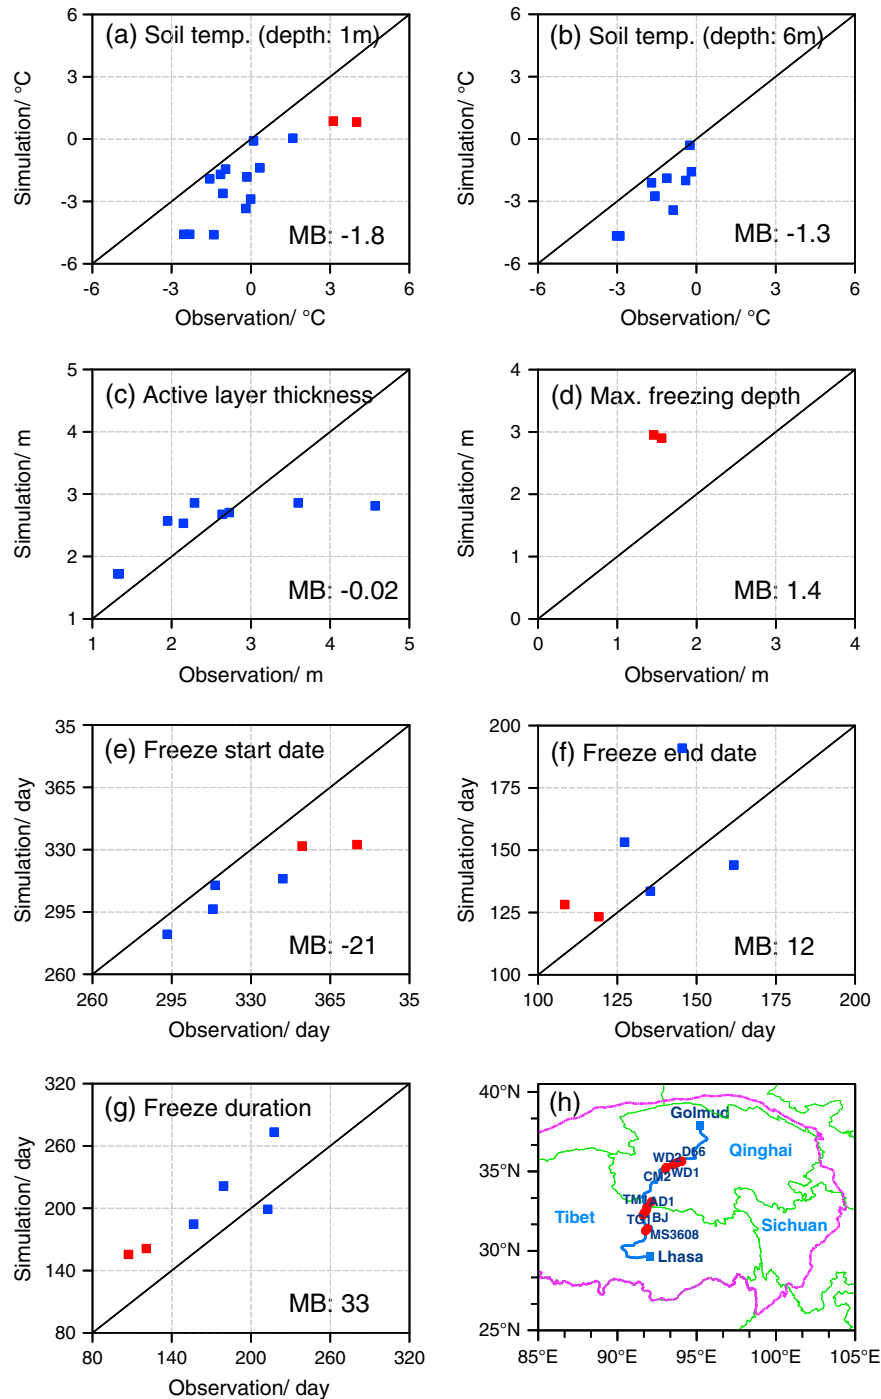 (a) Soil temp. (depth: 1m)
Simulation/ °C
6
3
0
-3
-6
MB: -1.8
-6 -3 0 3 6
Observation/ °C
(b) Soil temp. (depth: 6m)
Simulation/ °C
6
3
0
-3
-6
MB: -1.3
-6 -3 0 3 6
Observation/ °C
(c) Active layer thickness
Simulation/ m
5
4
3
2
1
MB: -0.02
1 2 3 4 5
Observation/ m
(d) Max. freezing depth
Simulation/ m
4
3
2
1
0
MB: 1.4
0 1 2 3 4
Observation/ m
(e) Freeze start date
Simulation/ day
35
365
330
295
260
MB: -21
260 295 330 365 35
Observation/ day
(f) Freeze end date
Simulation/ day
200
175
150
125
100
MB: 12
100 125 150 175 200
Observation/ day
(g) Freeze duration
Simulation/ day
320
260
200
140
80
MB: 33
80 140 200 260 320
Observation/ day
(h)
40°N
35°N
30°N
25°N
Golmud
WD2 D66
Qinghai
CM2 WD1
TM1 AD1
Tibet
TG1 BJ
Sichuan
MS3608
Lhasa
85°E 90°E 95°E 100°E 105°E